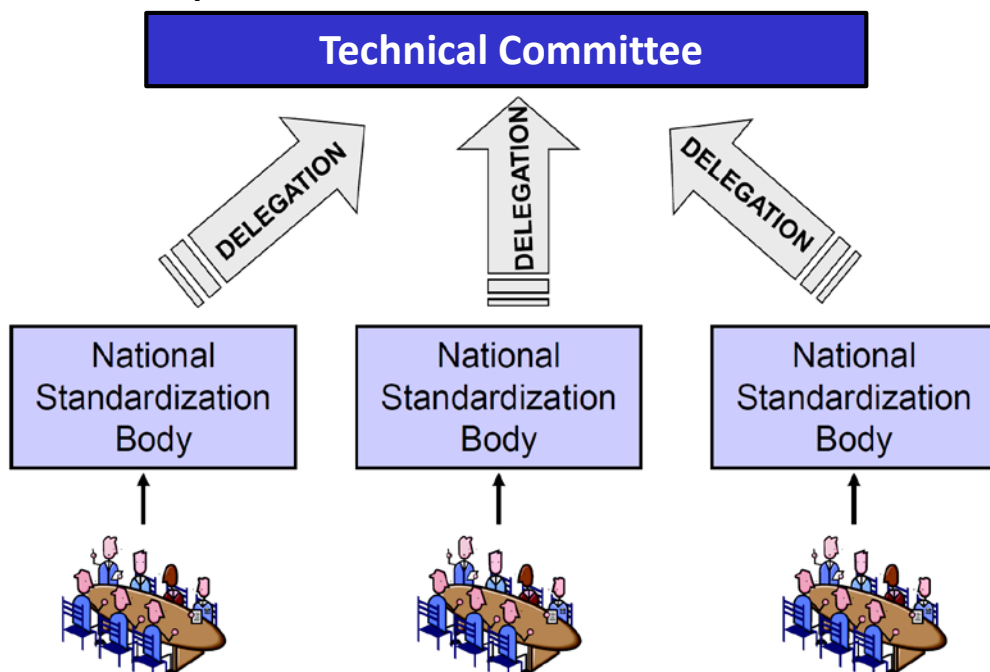 Technical Committee
DELEGATION
DELEGATION
DELEGATION
National
Standardization
Body
National
Standardization
Body
National
Standardization
Body